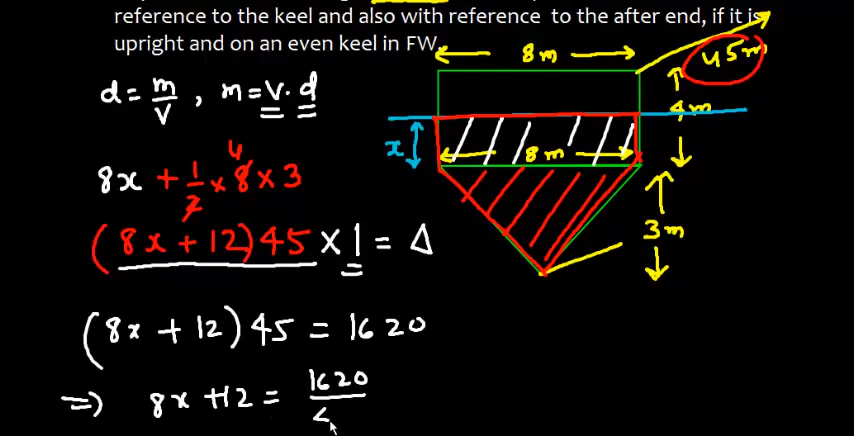 reference to the keel and also with reference to the after end, if it is
upright and on an even keel in FW.
8m
45m
d = m/V , m = V.d
4m
x
8m
8x + 1/2 x 8 x 3
4
3m
(8x + 12) 45 x 1 = Δ
(8x + 12) 45 = 1620
=> 8x + 12 = 1620